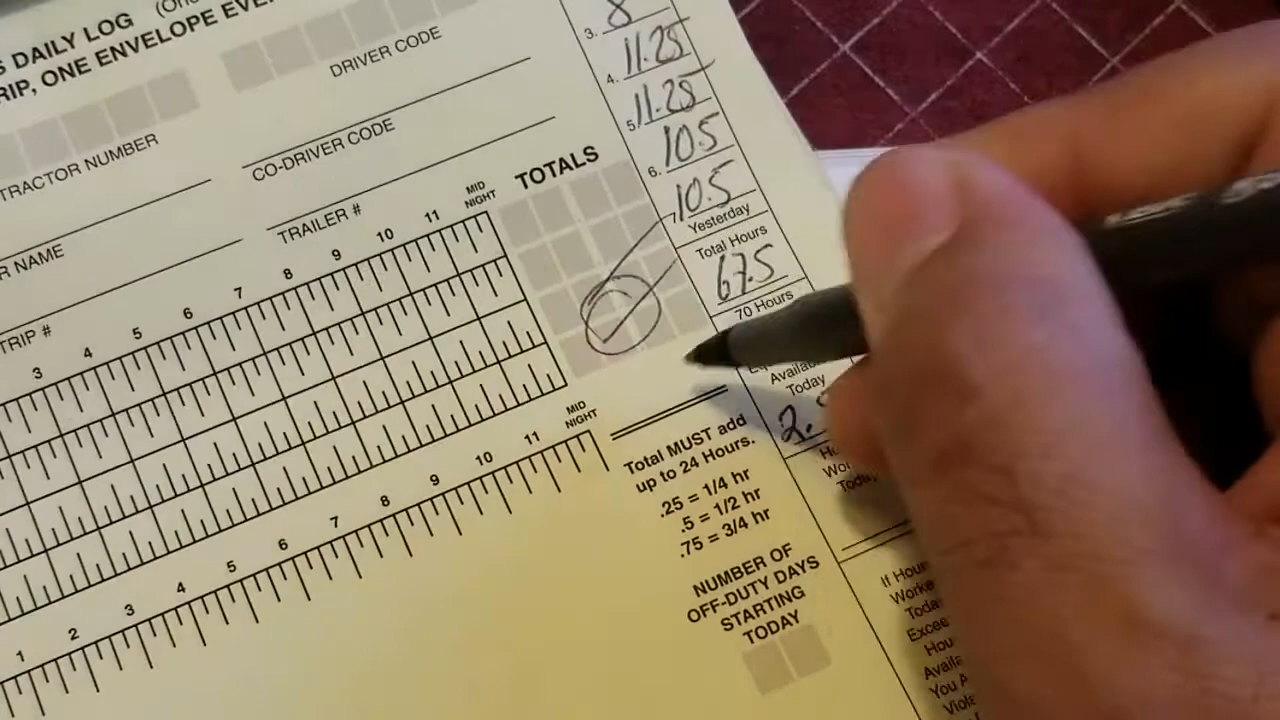 S DAILY LOG (One
RIP, ONE ENVELOPE EVE
DRIVER CODE
TRACTOR NUMBER
CO-DRIVER CODE
R NAME
TRAILER #
TRIP #
TOTALS
3 4 5 6 7 8 9 10 11 MID NIGHT
1 2 3 4 5 6 7 8 9 10 11 MID NIGHT
3. 8
4. 11.25
5. 11.25
6. 10.5
7. 10.5
Yesterday
Total Hours
67.5
70 Hours
Availab
Today
2.
Total MUST add
up to 24 Hours.
.25 = 1/4 hr
.5 = 1/2 hr
.75 = 3/4 hr
NUMBER OF
OFF-DUTY DAYS
STARTING
TODAY
If Hour
Worke
Toda
Excee
Hou
Availa
You A
Viola